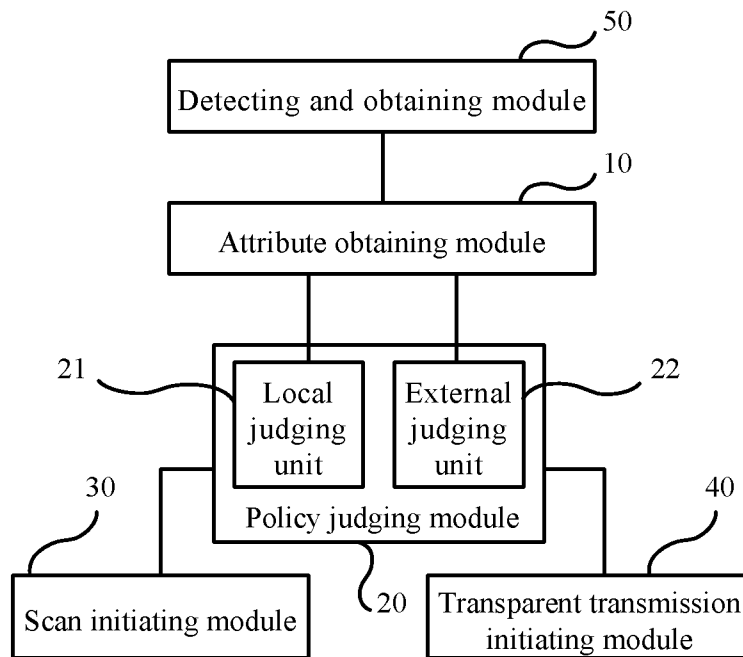 50
Detecting and obtaining module
10
Attribute obtaining module
21
Local
judging
unit
External
judging
unit
22
Policy judging module
30
40
20
Scan initiating module
Transparent transmission
initiating module